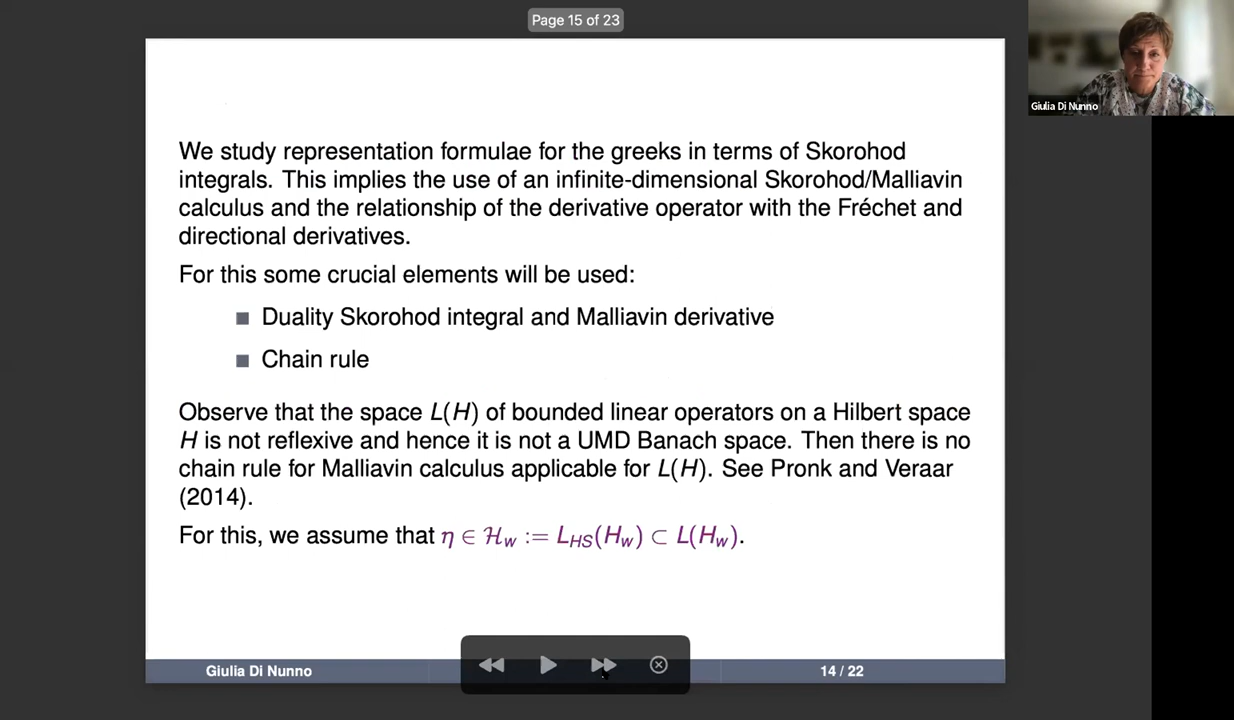 Page 15 of 23
Giulia Di Nunno
We study representation formulae for the greeks in terms of Skorohod
integrals. This implies the use of an infinite-dimensional Skorohod/Malliavin
calculus and the relationship of the derivative operator with the Fréchet and
directional derivatives.
For this some crucial elements will be used:
Duality Skorohod integral and Malliavin derivative
Chain rule
Observe that the space L(H) of bounded linear operators on a Hilbert space
H is not reflexive and hence it is not a UMD Banach space. Then there is no
chain rule for Malliavin calculus applicable for L(H). See Pronk and Veraar
(2014).
For this, we assume that η ∈ ℋ_w := L_HS(H_w) ⊂ L(H_w).
Giulia Di Nunno
14 / 22